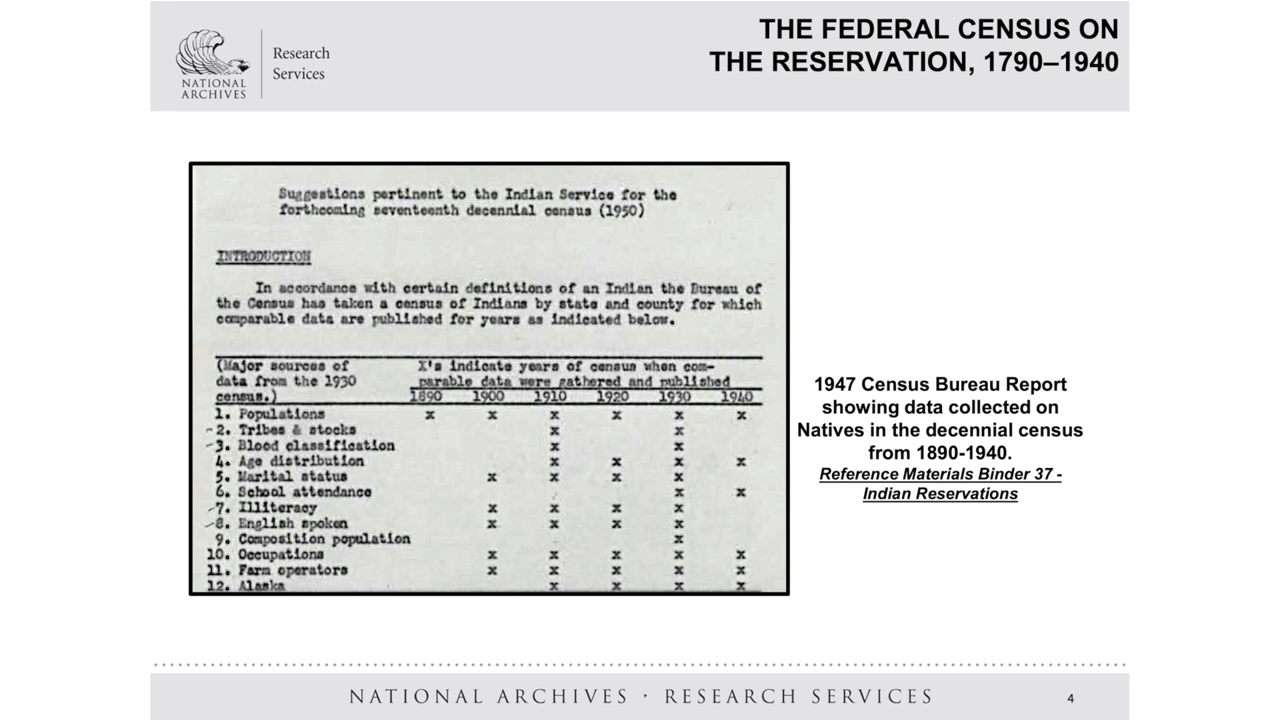 NATIONAL
ARCHIVES
Research
Services
THE FEDERAL CENSUS ON
THE RESERVATION, 1790–1940
Suggestions pertinent to the Indian Service for the
forthcoming seventeenth decennial census (1950)
INTRODUCTION
In accordance with certain definitions of an Indian the Bureau of
the Census has taken a census of Indians by state and county for which
comparable data are published for years as indicated below.
(Major sources of X's indicate years of census when com-
data from the 1930 parable data were gathered and published
census.) 1890 1900 1910 1920 1930 1940
1. Populations x x x x x x
-2. Tribes & stocks x x
-3. Blood classification x x
4. Age distribution x x x x
5. Marital status x x x x
6. School attendance x x
-7. Illiteracy x x x x
-8. English spoken x x x x
9. Composition population x
10. Occupations x x x x x
11. Farm operators x x x x x
12. Alaska x x x x
1947 Census Bureau Report
showing data collected on
Natives in the decennial census
from 1890-1940.
Reference Materials Binder 37 -
Indian Reservations
NATIONAL ARCHIVES · RESEARCH SERVICES
4